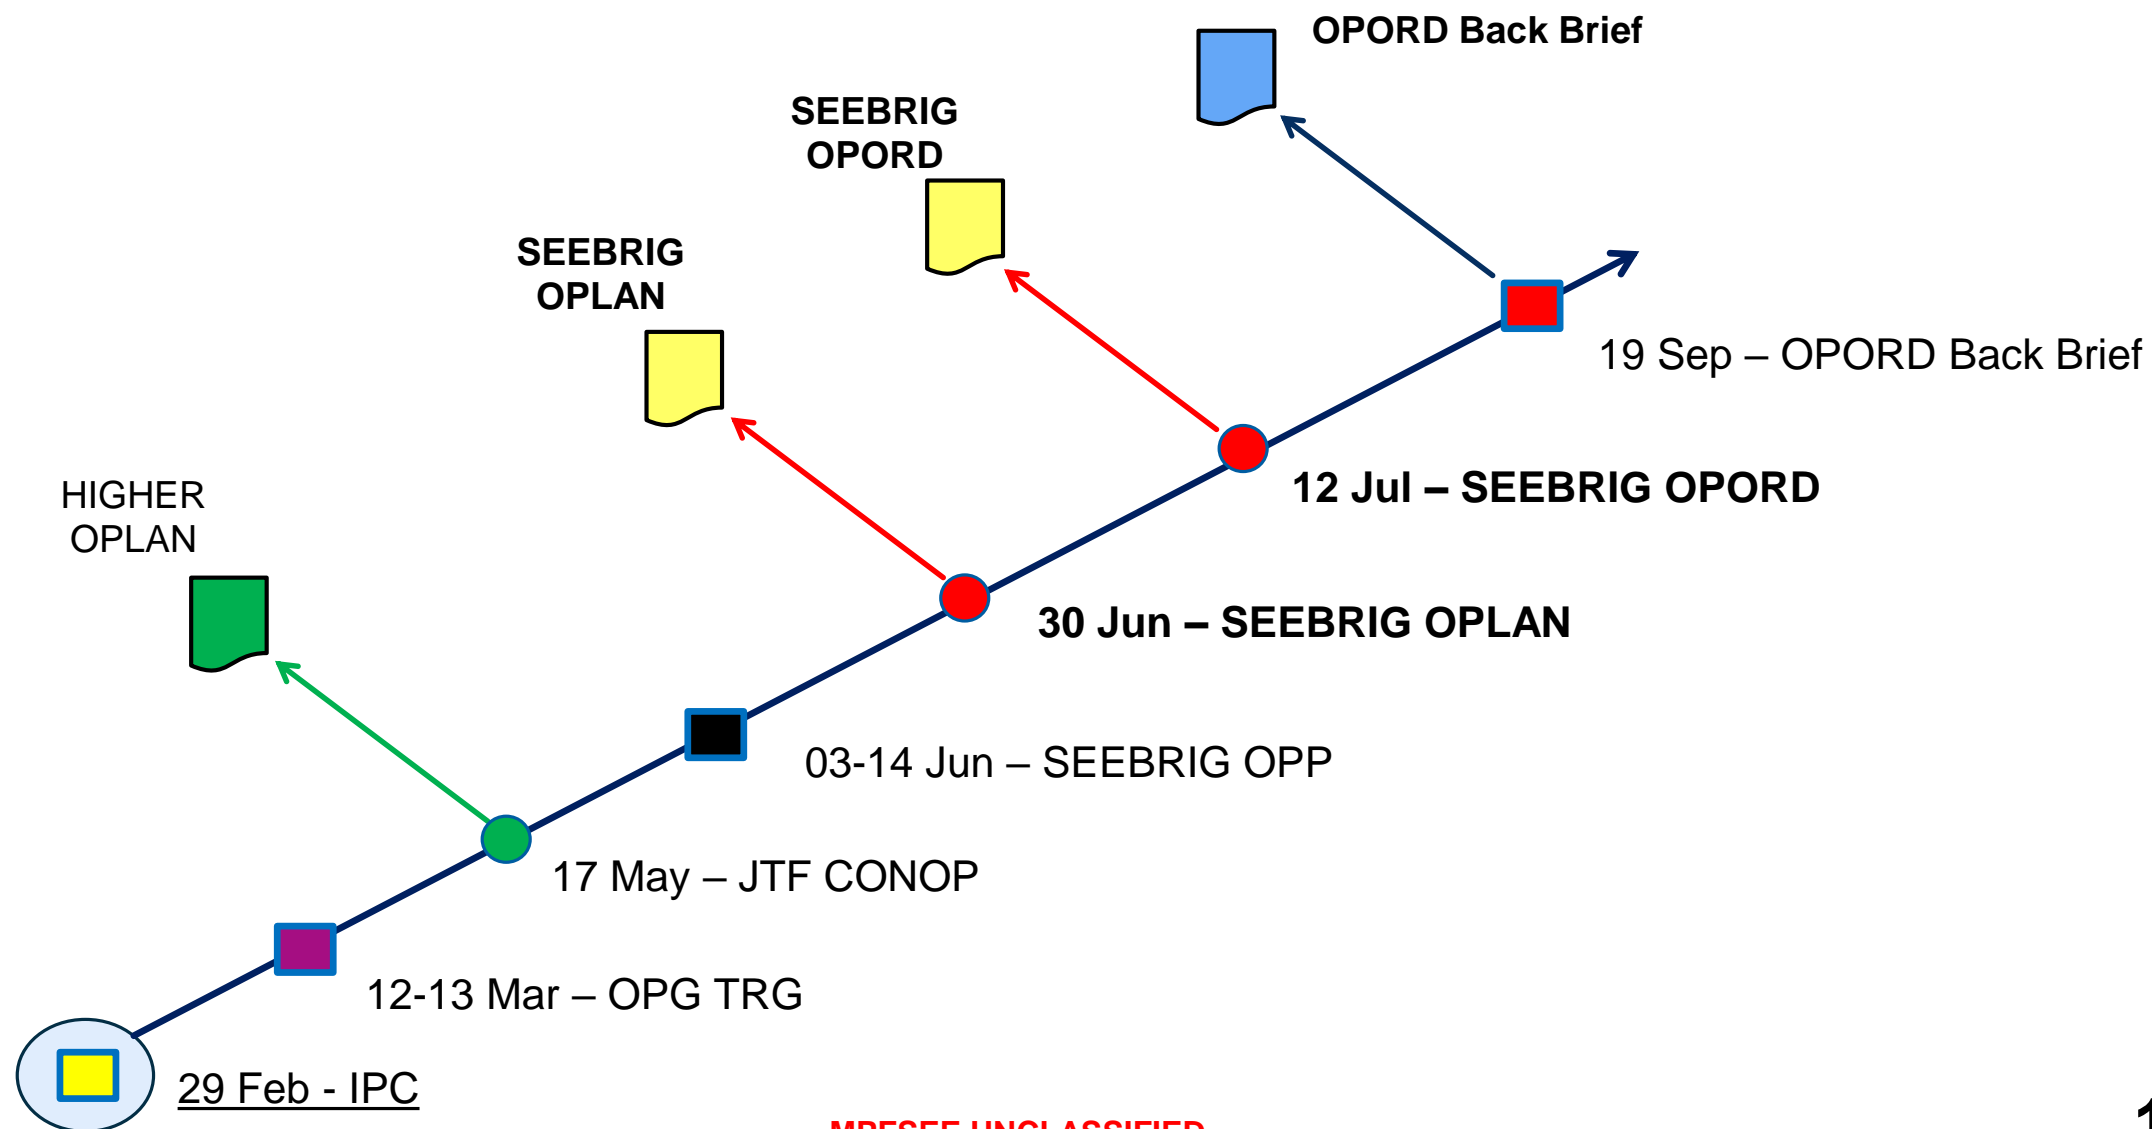 OPORD Back Brief
SEEBRIG
OPORD
SEEBRIG
OPLAN
19 Sep – OPORD Back Brief
12 Jul – SEEBRIG OPORD
HIGHER
OPLAN
30 Jun – SEEBRIG OPLAN
03-14 Jun – SEEBRIG OPP
17 May – JTF CONOP
12-13 Mar – OPG TRG
29 Feb - IPC
MPFSEE UNCLASSIFIED